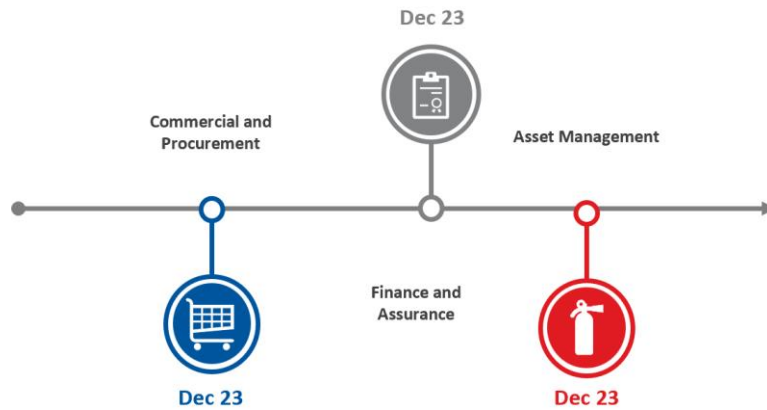 Dec 23
Commercial and
Procurement
Asset Management
Finance and
Assurance
Dec 23
Dec 23